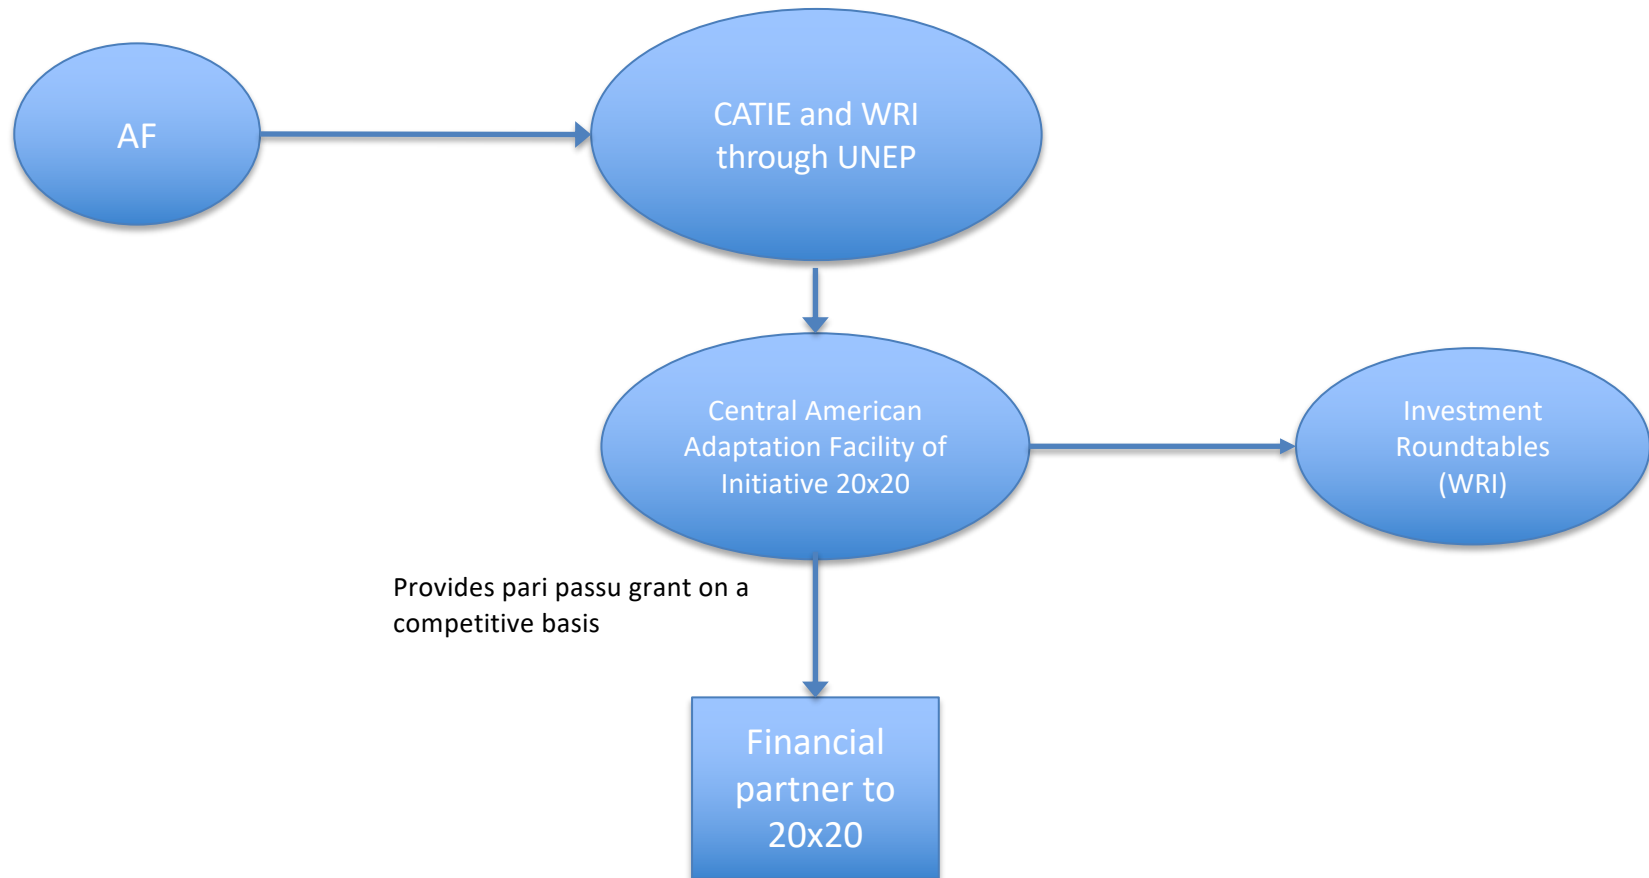 AF
CATIE and WRI
through UNEP
Central American
Adaptation Facility of
Initiative 20x20
Investment
Roundtables
(WRI)
Provides pari passu grant on a
competitive basis
Financial
partner to
20x20